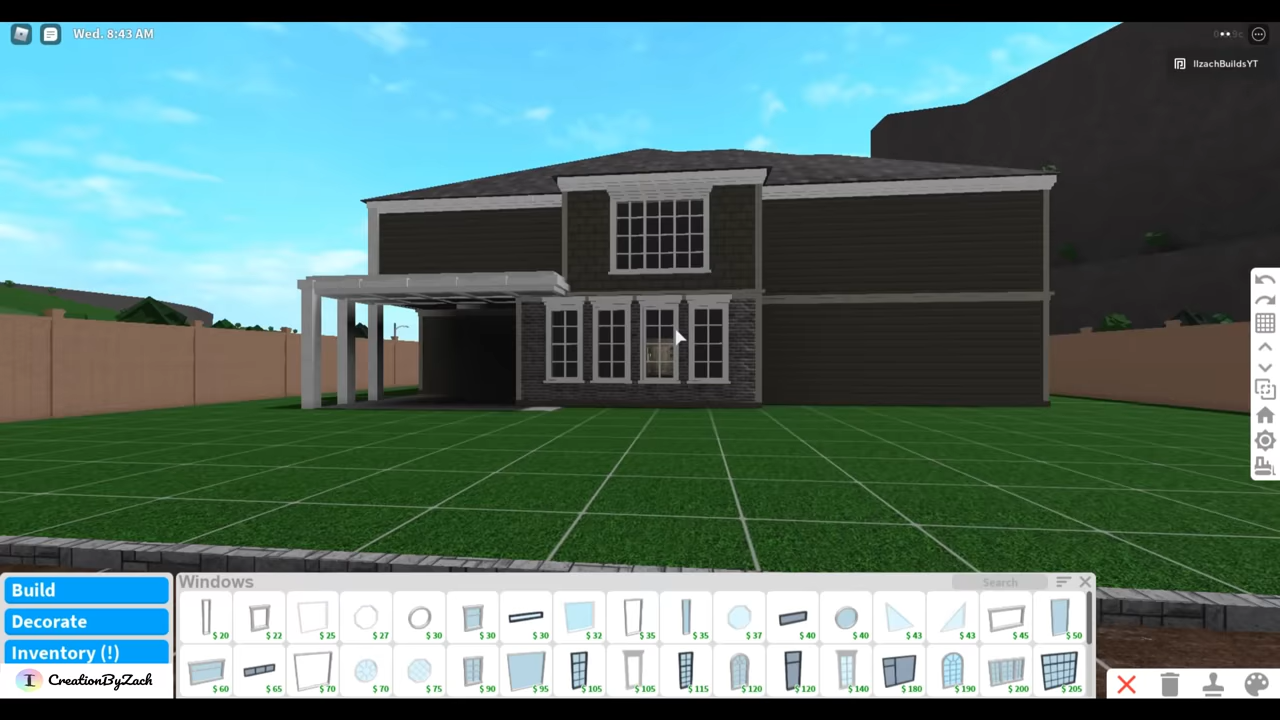 Wed. 8:43 AM
IIzachBuildsYT
Windows
Search
Build
Decorate
Inventory (!)
I CreationByZach
$ 20 $ 22 $ 25 $ 27 $ 30 $ 30 $ 30 $ 32 $ 35 $ 35 $ 37 $ 40 $ 40 $ 43 $ 43 $ 45 $ 50
$ 60 $ 65 $ 70 $ 70 $ 75 $ 90 $ 95 $ 105 $ 105 $ 115 $ 120 $ 120 $ 140 $ 180 $ 190 $ 200 $ 205